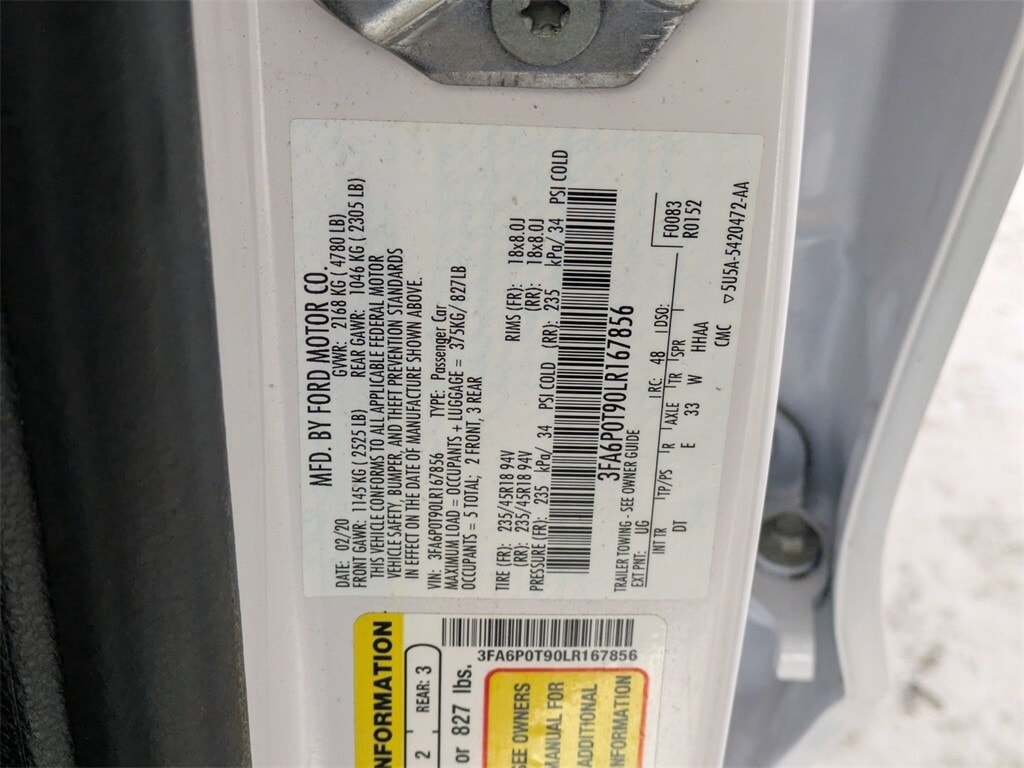 MFD. BY FORD MOTOR CO.
DATE: 02/20 GVWR: 2168 KG ( 4780 LB)
FRONT GAWR: 1145 KG ( 2525 LB) REAR GAWR: 1046 KG ( 2305 LB)
THIS VEHICLE CONFORMS TO ALL APPLICABLE FEDERAL MOTOR
VEHICLE SAFETY, BUMPER, AND THEFT PREVENTION STANDARDS
IN EFFECT ON THE DATE OF MANUFACTURE SHOWN ABOVE.
VIN: 3FA6P0T90LR167856 TYPE: Passenger Car
MAXIMUM LOAD = OCCUPANTS + LUGGAGE = 375KG/ 827LB
OCCUPANTS = 5 TOTAL; 2 FRONT, 3 REAR
TIRE (FR): 235/45R18 94V RIMS (FR): 18x8.0J
(RR): 235/45R18 94V (RR): 18x8.0J
PRESSURE (FR): 235 kPa/ 34 PSI COLD (RR): 235 kPa/ 34 PSI COLD
3FA6P0T90LR167856
TRAILER TOWING - SEE OWNER GUIDE
F0083
R0152
EXT PNT: UG RC: 48 DSO:
INT TR TP/PS R AXLE TR SPR
DT E 33 W HHAA
CMC ▽5U5A-5420472-AA
3FA6P0T90LR167856
INFORMATION
2 REAR: 3
or 827 lbs.
SEE OWNERS
MANUAL FOR
ADDITIONAL
INFORMATION